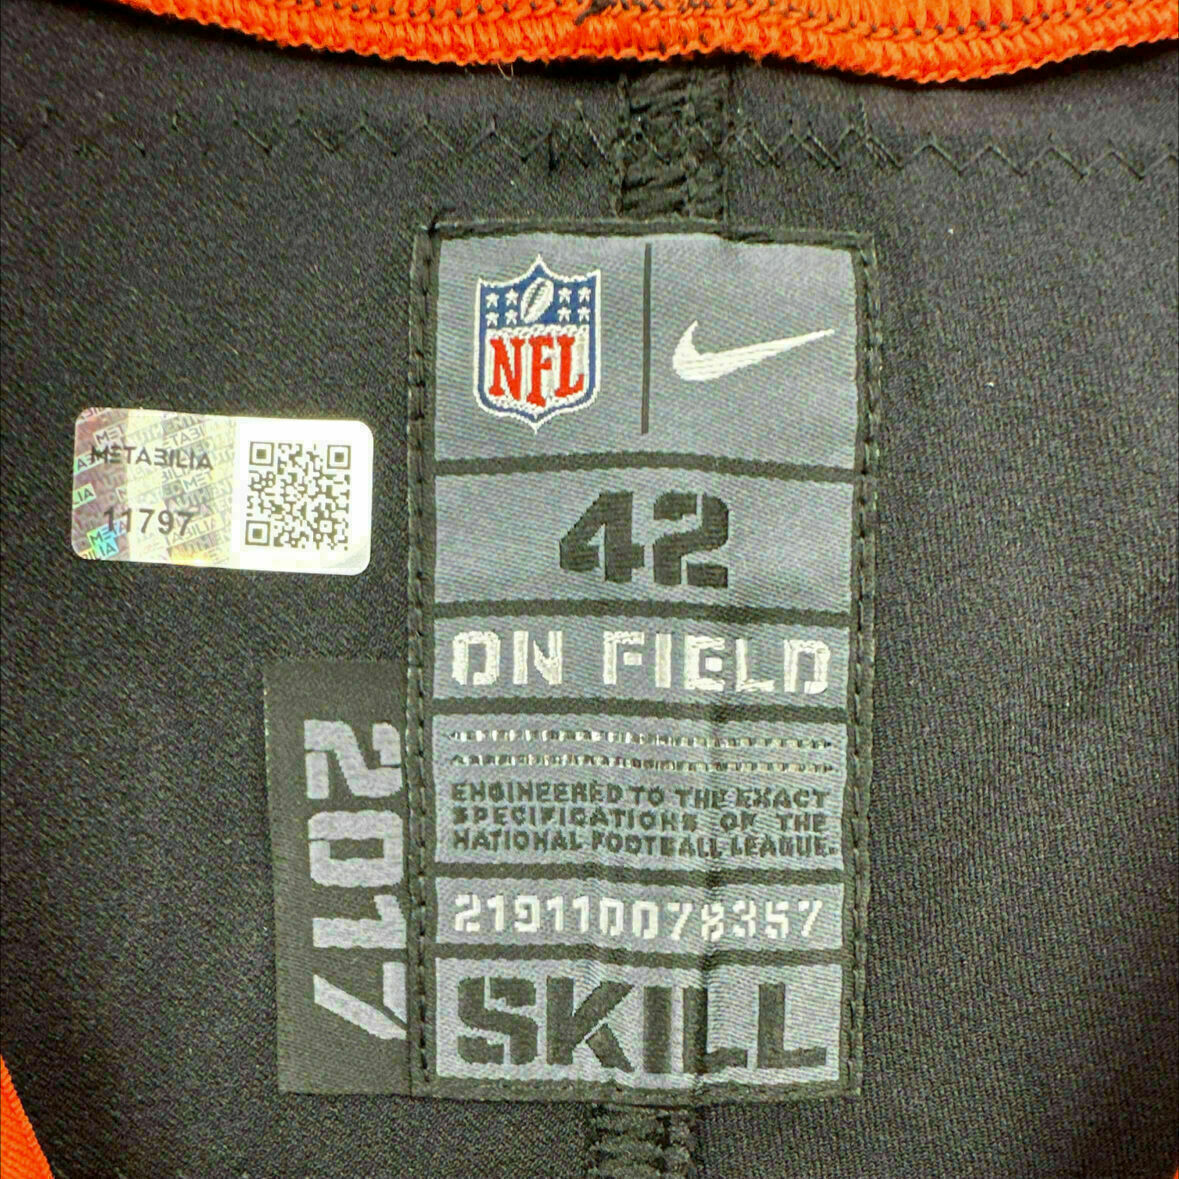 NFL
METABILIA
11797
42
ON FIELD
ENGINEERED TO THE EXACT
SPECIFICATIONS OF THE
NATIONAL FOOTBALL LEAGUE.
219110078357
SKILL
2017